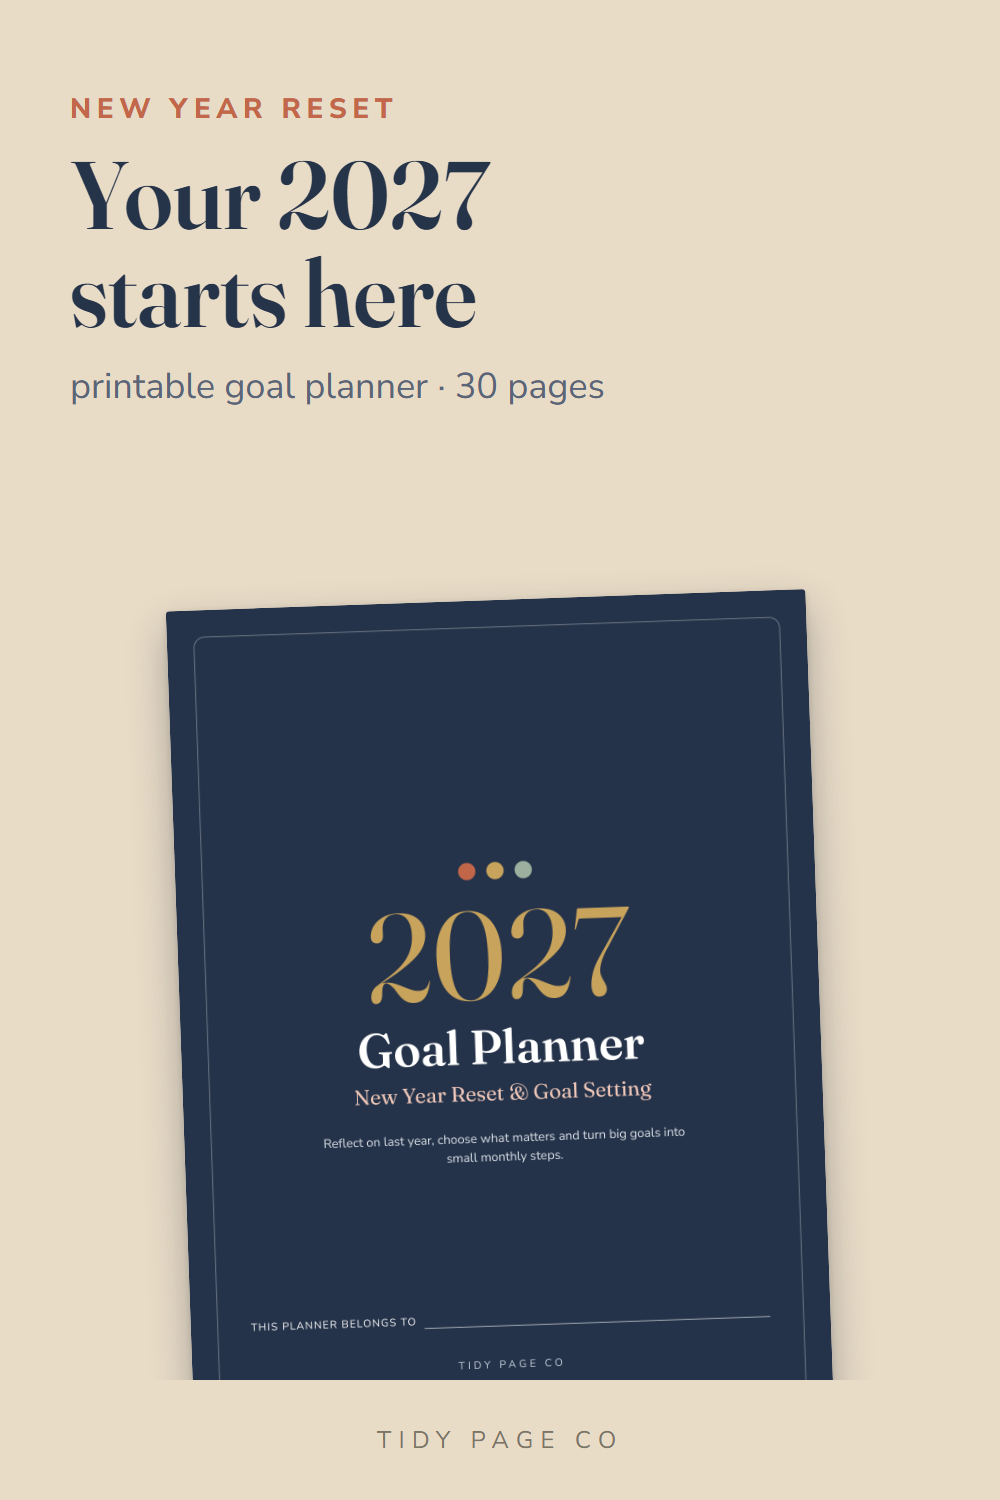 NEW YEAR RESET
Your 2027
starts here
printable goal planner · 30 pages
2027
Goal Planner
New Year Reset & Goal Setting
Reflect on last year, choose what matters and turn big goals into
small monthly steps.
THIS PLANNER BELONGS TO
TIDY PAGE CO
TIDY PAGE CO